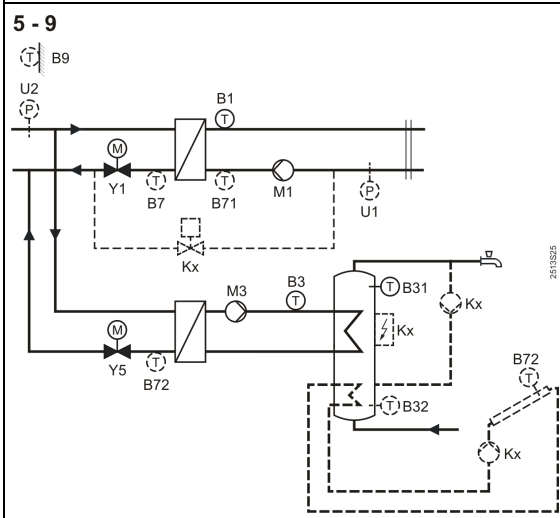 5 - 9
T B9
U2
P
B1
T
M
Y1
T
B7
T
B71
M1
P
U1
Kx
2513S25
M3
B3
T
T B31
Kx
Kx
M
Y5
T
B72
T B32
B72
T
Kx